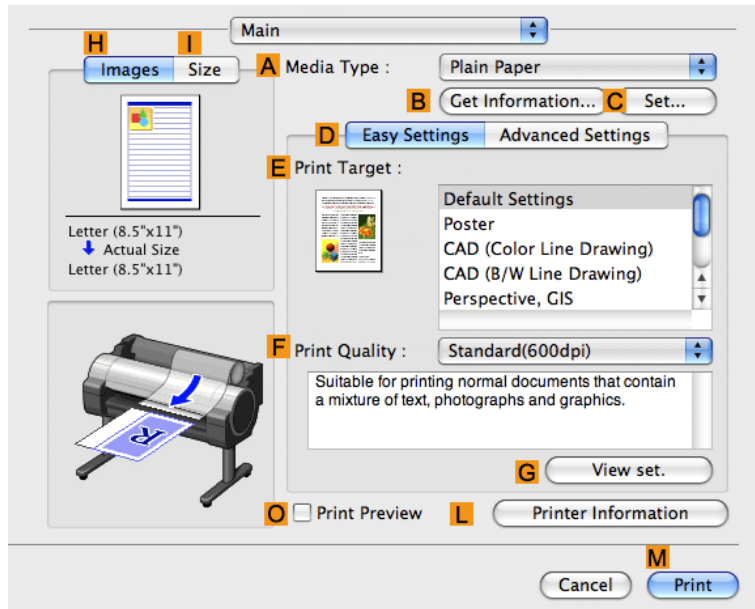 Main
H I
Images Size
A Media Type : Plain Paper
B Get Information... C Set...
D Easy Settings Advanced Settings
E Print Target :
Default Settings
Poster
CAD (Color Line Drawing)
CAD (B/W Line Drawing)
Perspective, GIS
Letter (8.5"x11")
Actual Size
Letter (8.5"x11")
F Print Quality : Standard(600dpi)
Suitable for printing normal documents that contain
a mixture of text, photographs and graphics.
R
G View set.
O Print Preview L Printer Information
M
Cancel Print